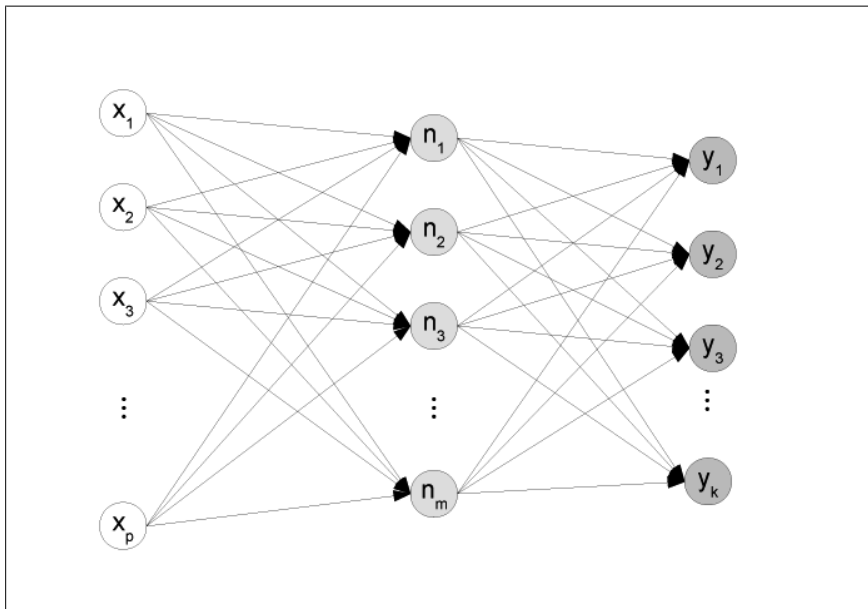 x1
x2
x3
⋮
xp
n1
n2
n3
⋮
nm
y1
y2
y3
⋮
yk